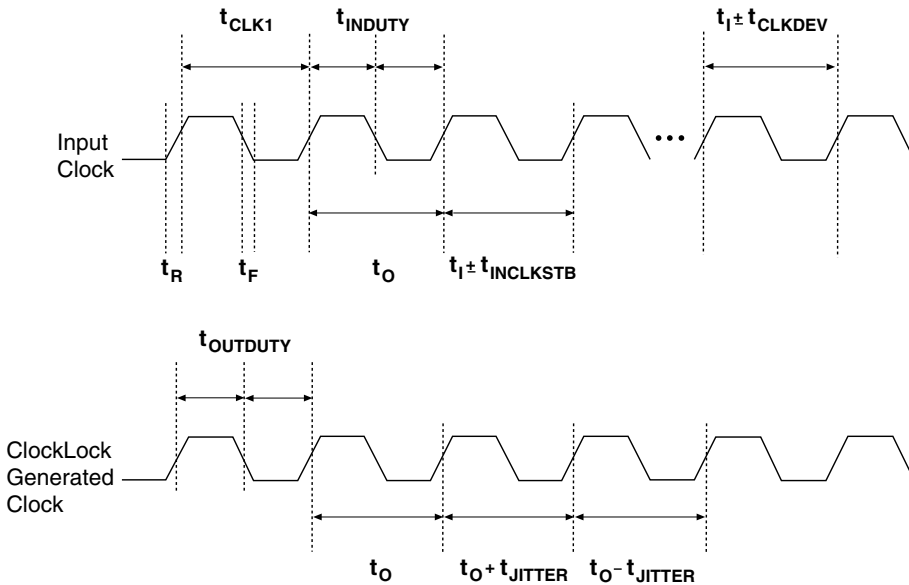 tCLK1 tINDUTY tI ± tCLKDEV
Input
Clock
•••
tR tF tO tI ± tINCLKSTB
tOUTDUTY
ClockLock
Generated
Clock
tO tO + tJITTER tO – tJITTER